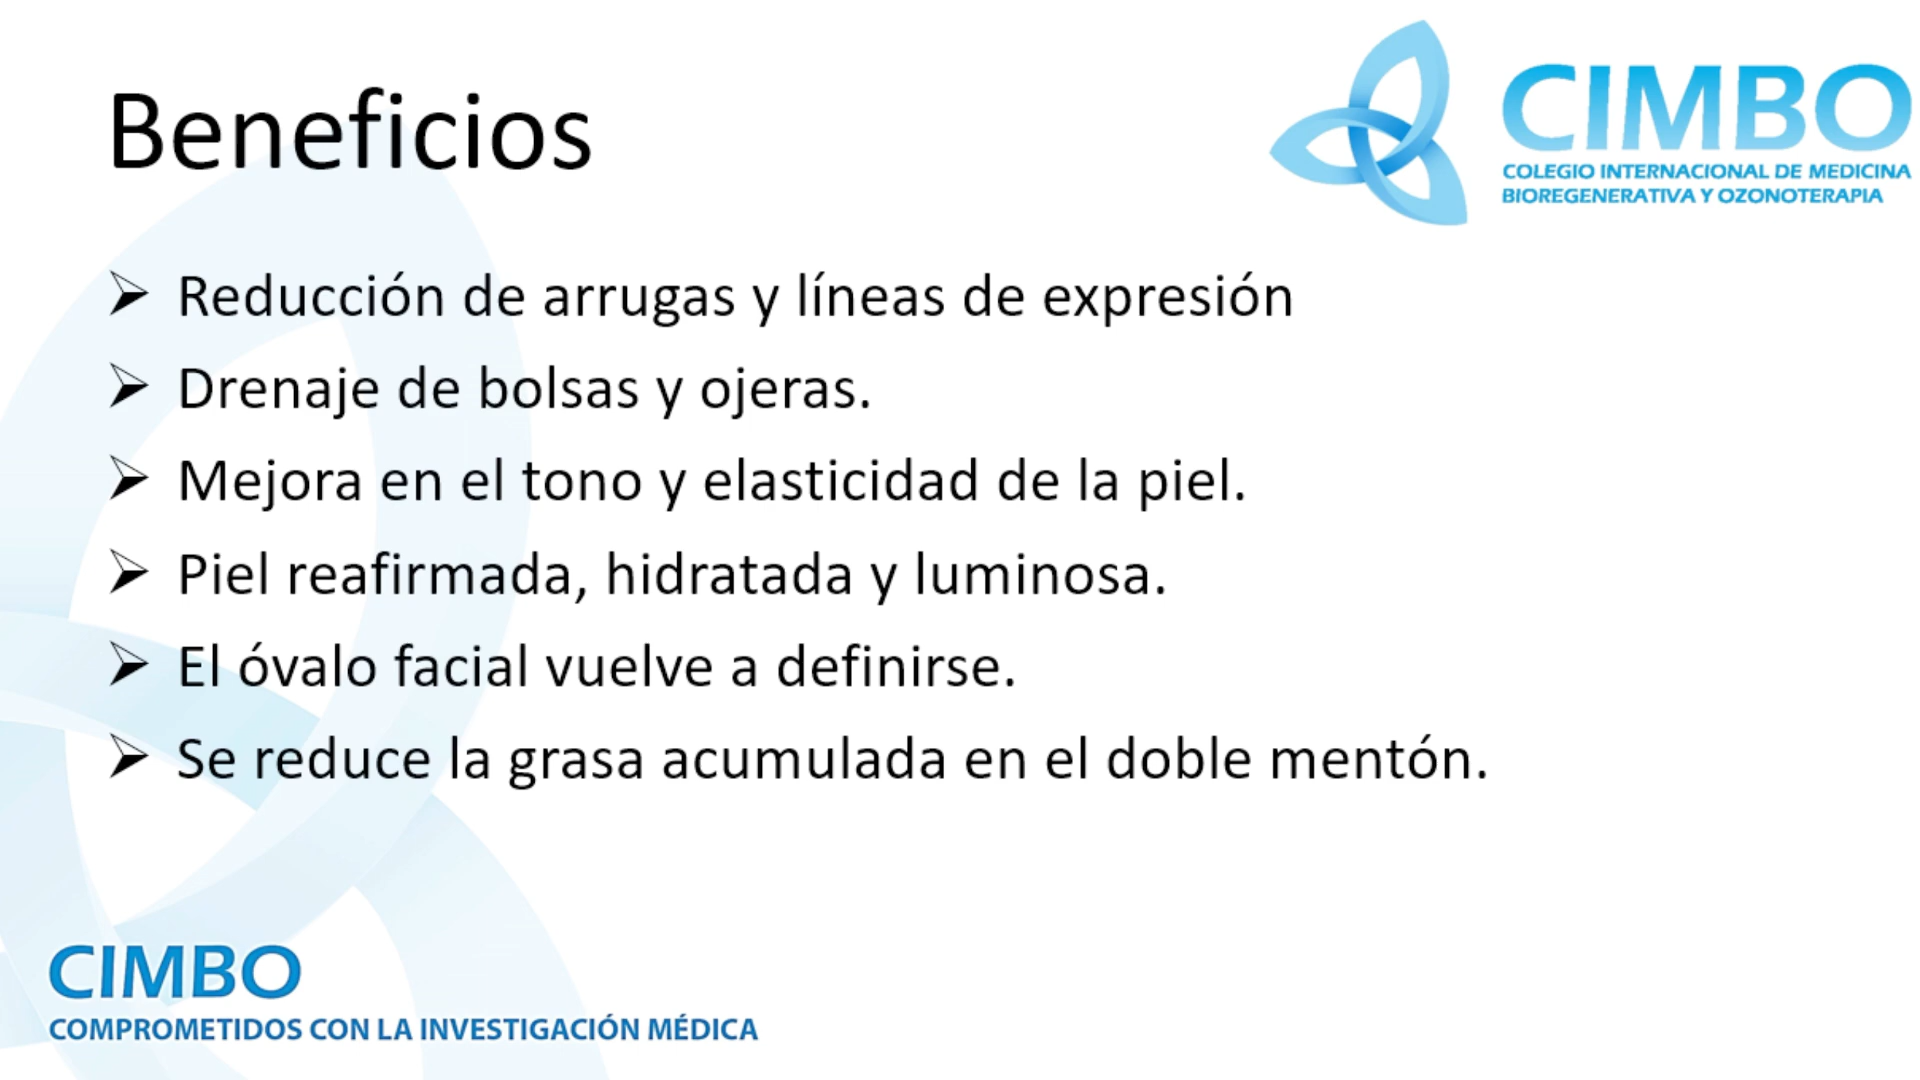 Beneficios
CIMBO
COLEGIO INTERNACIONAL DE MEDICINA
BIOREGENERATIVA Y OZONOTERAPIA
Reducción de arrugas y líneas de expresión
Drenaje de bolsas y ojeras.
Mejora en el tono y elasticidad de la piel.
Piel reafirmada, hidratada y luminosa.
El óvalo facial vuelve a definirse.
Se reduce la grasa acumulada en el doble mentón.
CIMBO
COMPROMETIDOS CON LA INVESTIGACIÓN MÉDICA